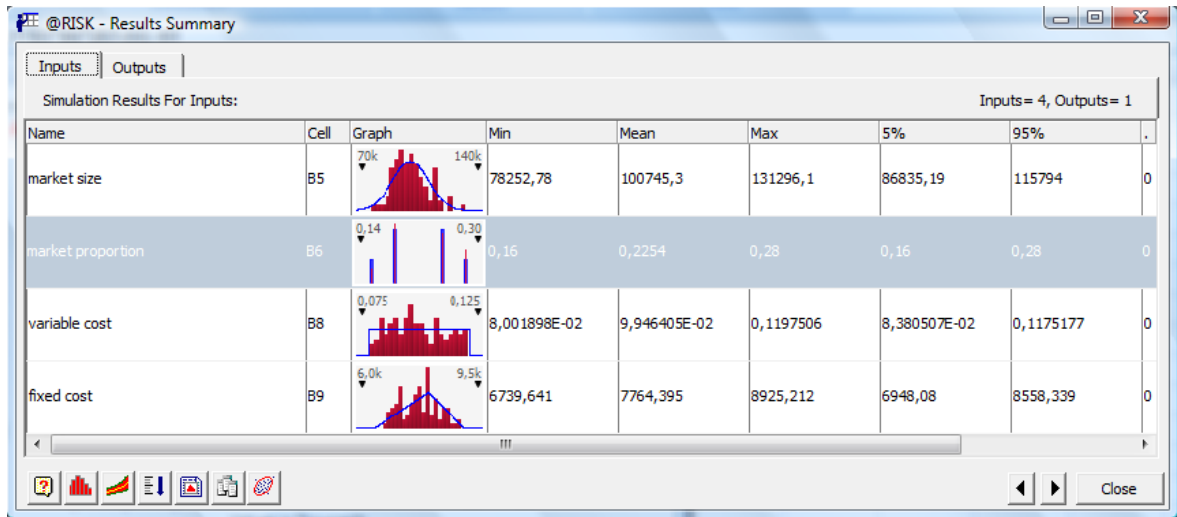 @RISK - Results Summary
Inputs Outputs
Simulation Results For Inputs: Inputs= 4, Outputs= 1
Name Cell Graph Min Mean Max 5% 95% .
70k 140k
market size B5 78252,78 100745,3 131296,1 86835,19 115794 0
0,14 0,30
market proportion B6 0,16 0,2254 0,28 0,16 0,28 0
0,075 0,125
variable cost B8 8,001898E-02 9,946405E-02 0,1197506 8,380507E-02 0,1175177 0
6,0k 9,5k
fixed cost B9 6739,641 7764,395 8925,212 6948,08 8558,339 0
Close